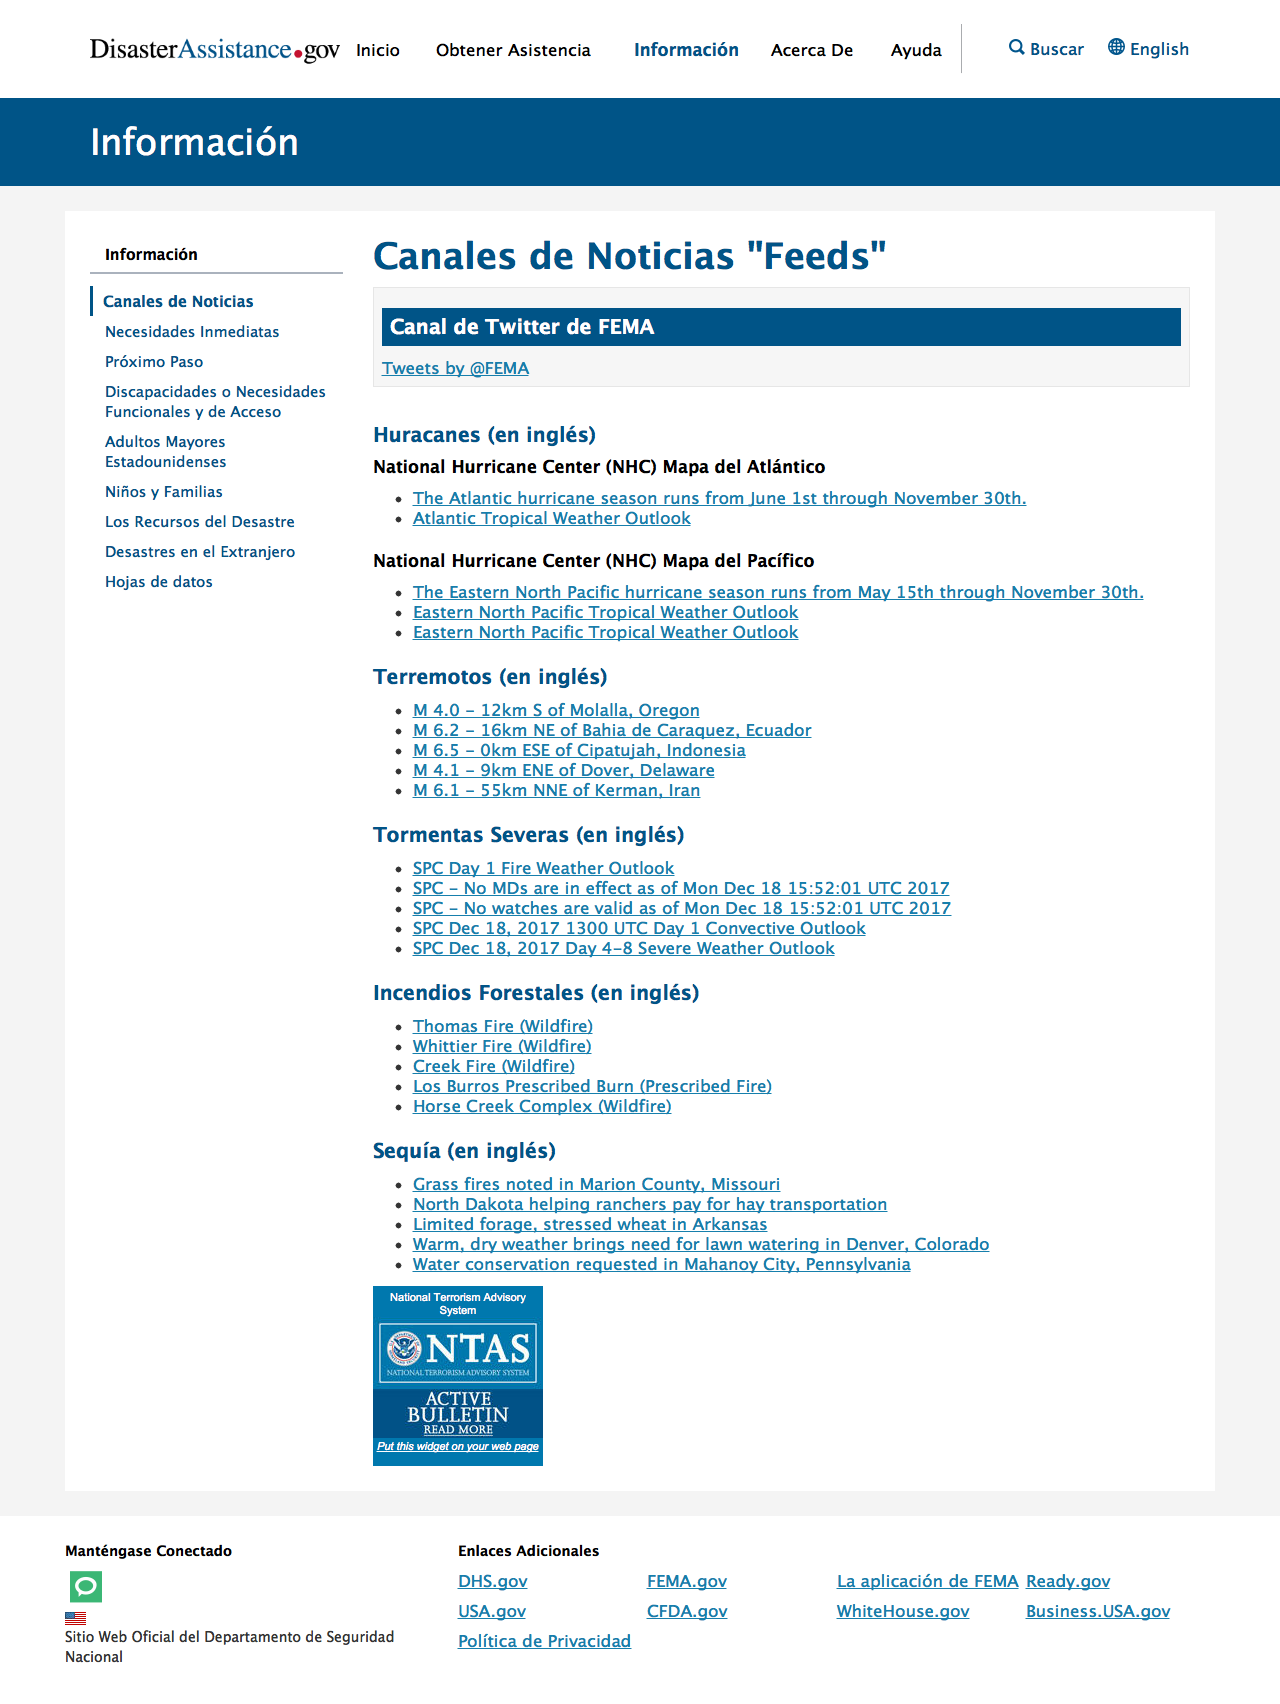 DisasterAssistance.gov
Inicio
Obtener Asistencia
Información
Acerca De
Ayuda
Buscar
English
Información
Información
Canales de Noticias
Necesidades Inmediatas
Próximo Paso
Discapacidades o Necesidades
Funcionales y de Acceso
Adultos Mayores
Estadounidenses
Niños y Familias
Los Recursos del Desastre
Desastres en el Extranjero
Hojas de datos
Canales de Noticias "Feeds"
Canal de Twitter de FEMA
Tweets by @FEMA
Huracanes (en inglés)
National Hurricane Center (NHC) Mapa del Atlántico
The Atlantic hurricane season runs from June 1st through November 30th.
Atlantic Tropical Weather Outlook
National Hurricane Center (NHC) Mapa del Pacífico
The Eastern North Pacific hurricane season runs from May 15th through November 30th.
Eastern North Pacific Tropical Weather Outlook
Eastern North Pacific Tropical Weather Outlook
Terremotos (en inglés)
M 4.0 - 12km S of Molalla, Oregon
M 6.2 - 16km NE of Bahia de Caraquez, Ecuador
M 6.5 - 0km ESE of Cipatujah, Indonesia
M 4.1 - 9km ENE of Dover, Delaware
M 6.1 - 55km NNE of Kerman, Iran
Tormentas Severas (en inglés)
SPC Day 1 Fire Weather Outlook
SPC - No MDs are in effect as of Mon Dec 18 15:52:01 UTC 2017
SPC - No watches are valid as of Mon Dec 18 15:52:01 UTC 2017
SPC Dec 18, 2017 1300 UTC Day 1 Convective Outlook
SPC Dec 18, 2017 Day 4-8 Severe Weather Outlook
Incendios Forestales (en inglés)
Thomas Fire (Wildfire)
Whittier Fire (Wildfire)
Creek Fire (Wildfire)
Los Burros Prescribed Burn (Prescribed Fire)
Horse Creek Complex (Wildfire)
Sequía (en inglés)
Grass fires noted in Marion County, Missouri
North Dakota helping ranchers pay for hay transportation
Limited forage, stressed wheat in Arkansas
Warm, dry weather brings need for lawn watering in Denver, Colorado
Water conservation requested in Mahanoy City, Pennsylvania
National Terrorism Advisory
System
NTAS
NATIONAL TERRORISM ADVISORY SYSTEM
ACTIVE
BULLETIN
READ MORE
Put this widget on your web page
Manténgase Conectado
Sitio Web Oficial del Departamento de Seguridad
Nacional
Enlaces Adicionales
DHS.gov
FEMA.gov
La aplicación de FEMA
Ready.gov
USA.gov
CFDA.gov
WhiteHouse.gov
Business.USA.gov
Política de Privacidad